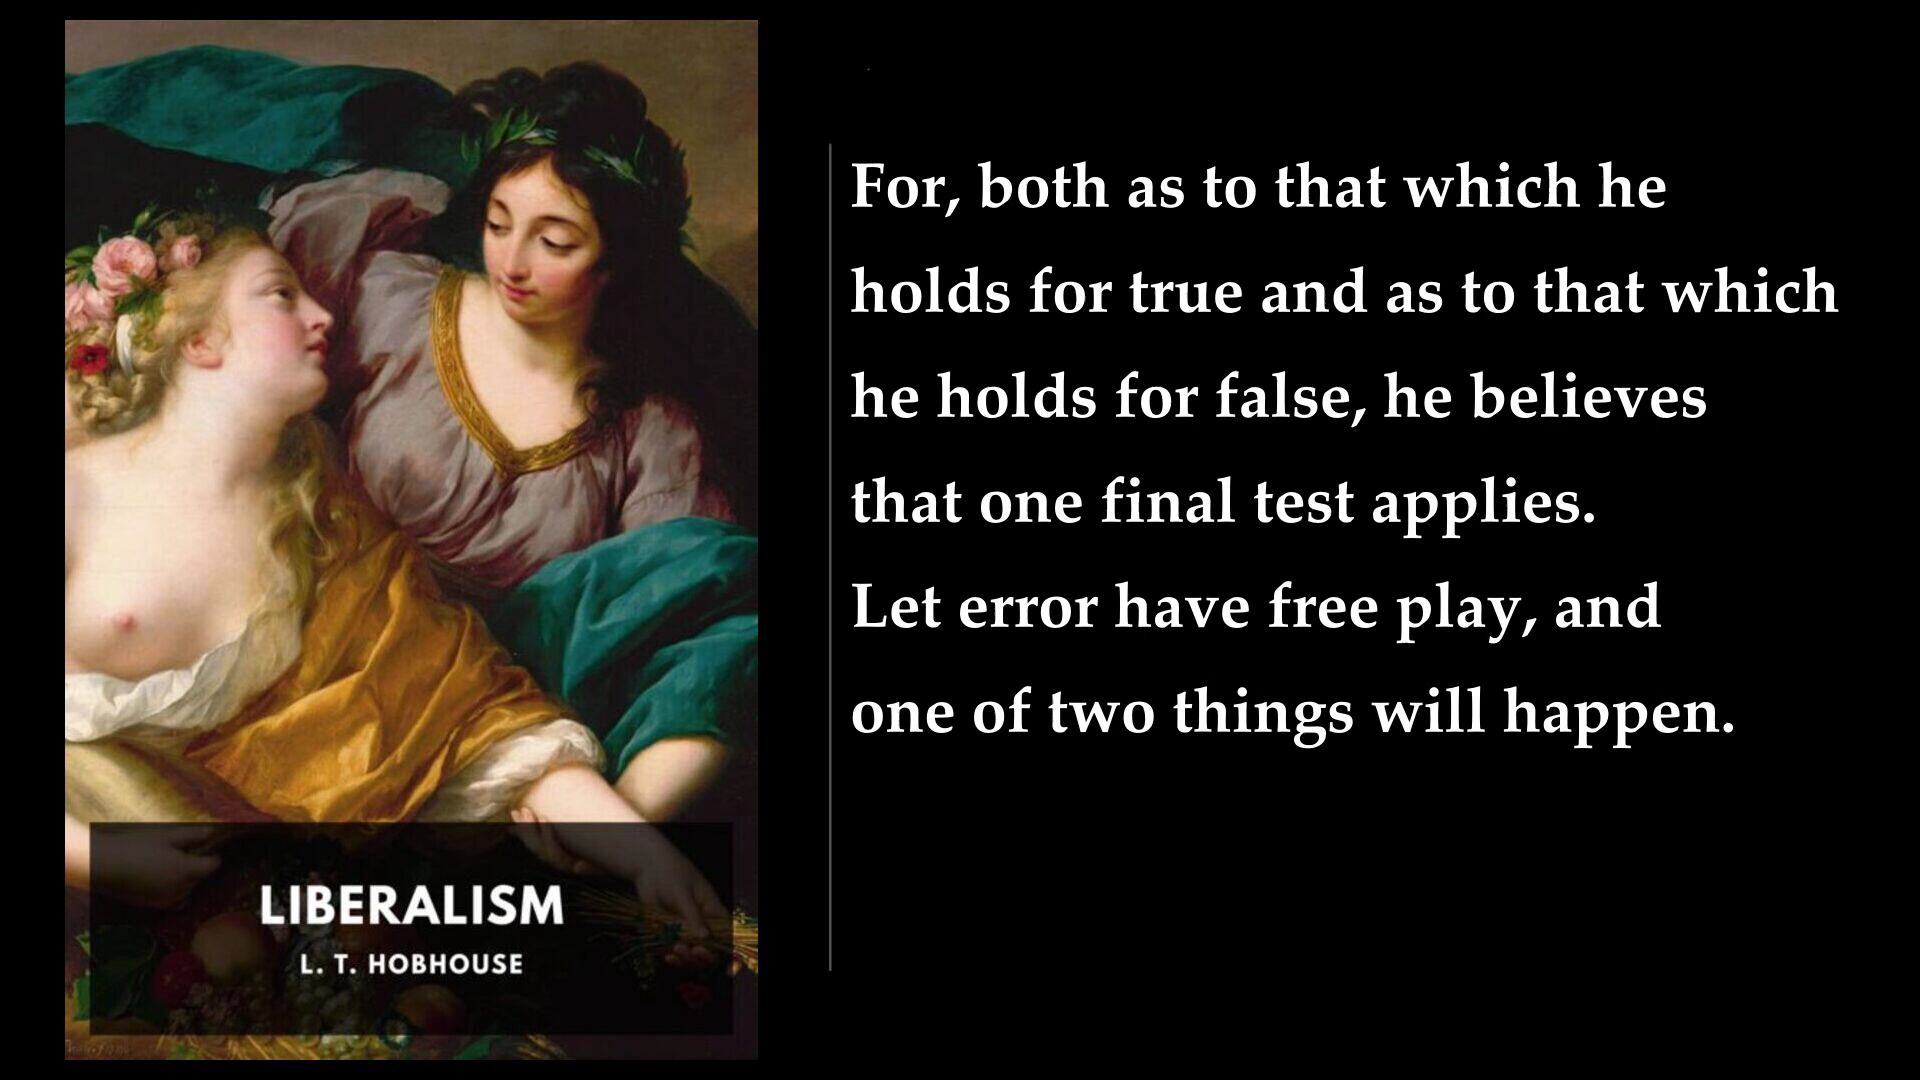 LIBERALISM
L. T. HOBHOUSE
For, both as to that which he
holds for true and as to that which
he holds for false, he believes
that one final test applies.
Let error have free play, and
one of two things will happen.